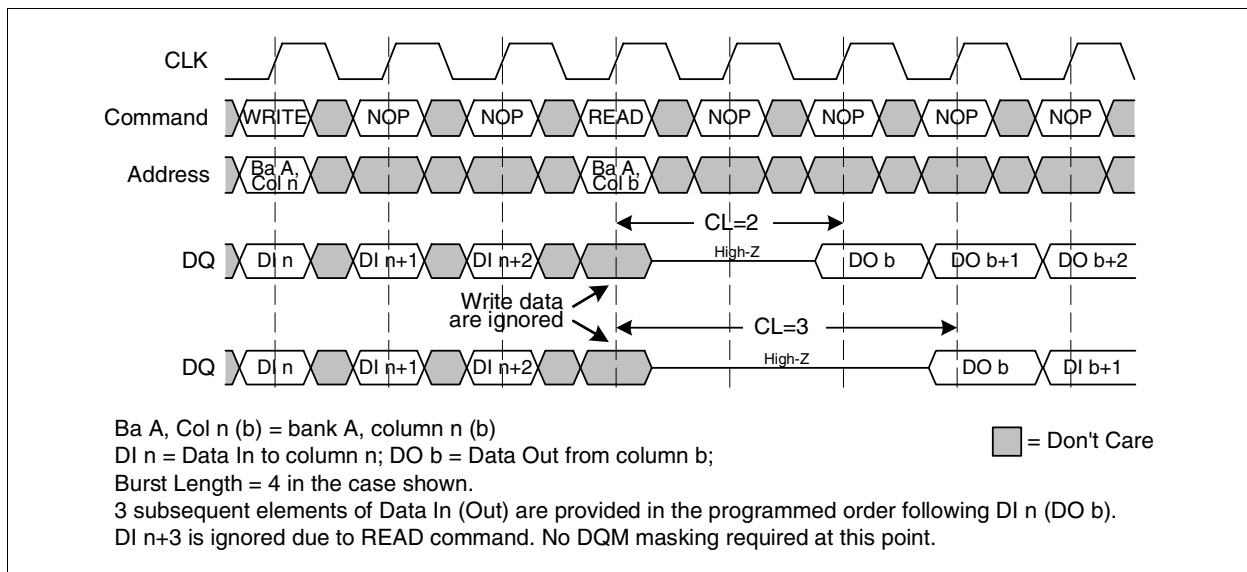 CLK
Command WRITE NOP NOP READ NOP NOP NOP NOP
Address Ba A, Col n Ba A, Col b
CL=2
DQ DI n DI n+1 DI n+2 High-Z DO b DO b+1 DO b+2
Write data
are ignored
CL=3
DQ DI n DI n+1 DI n+2 High-Z DO b DI b+1
Ba A, Col n (b) = bank A, column n (b)
DI n = Data In to column n; DO b = Data Out from column b;
= Don't Care
Burst Length = 4 in the case shown.
3 subsequent elements of Data In (Out) are provided in the programmed order following DI n (DO b).
DI n+3 is ignored due to READ command. No DQM masking required at this point.